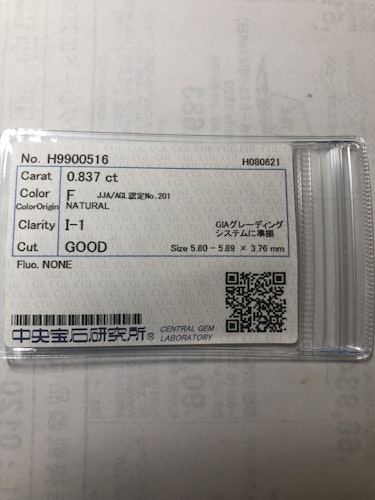 No. H9900516
H080621
Carat 0.837 ct
Color F JJA/AGL認定No.201
ColorOrigin NATURAL
Clarity I-1 GIAグレーディング
システムに準拠
Cut GOOD Size 5.80 - 5.89 × 3.76 mm
Fluo. NONE
中央宝石研究所® CENTRAL GEM
LABORATORY